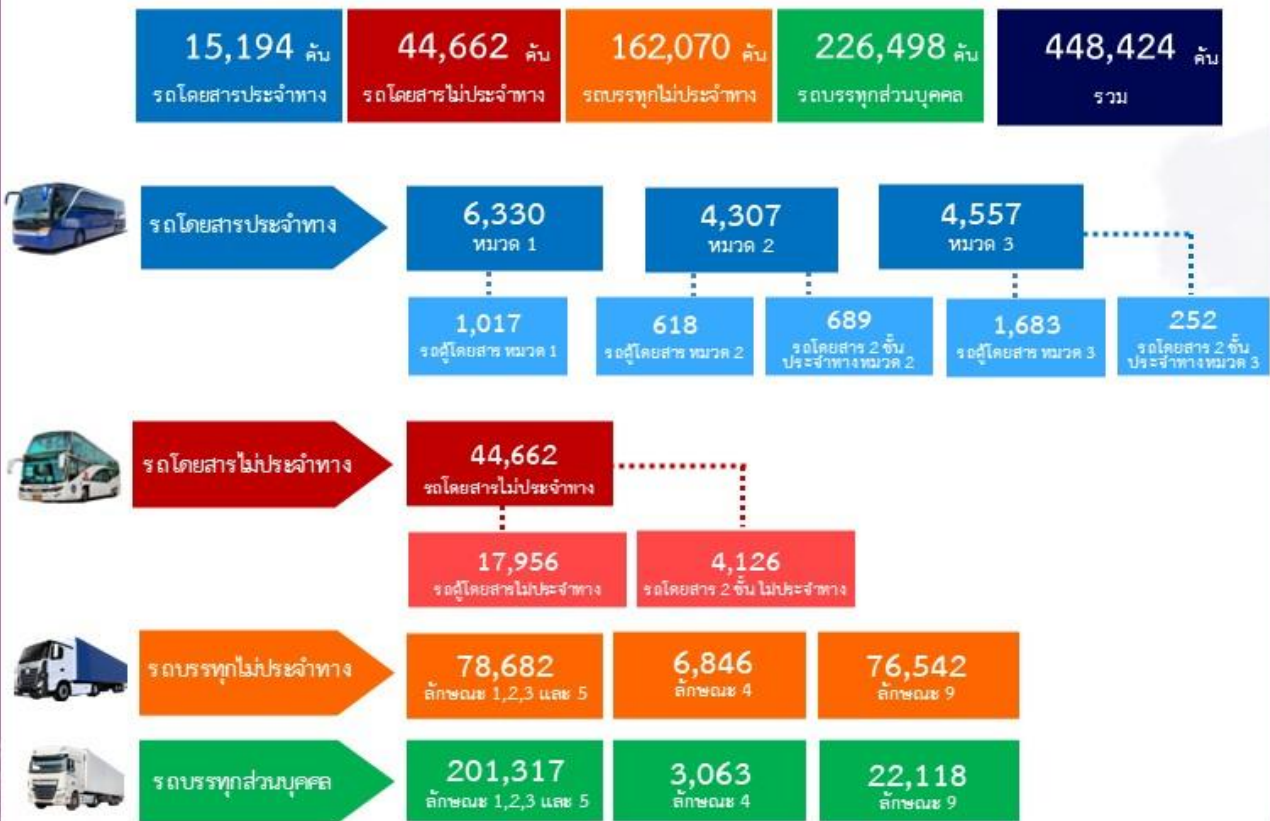 15,194 คัน
รถโดยสารประจำทาง
44,662 คัน
รถโดยสารไม่ประจำทาง
162,070 คัน
รถบรรทุกไม่ประจำทาง
226,498 คัน
รถบรรทุกส่วนบุคคล
448,424 คัน
รวม
รถโดยสารประจำทาง
6,330
หมวด 1
4,307
หมวด 2
4,557
หมวด 3
1,017
รถตู้โดยสาร หมวด 1
618
รถตู้โดยสาร หมวด 2
689
รถโดยสาร 2 ชั้น
ประจำทางหมวด 2
1,683
รถตู้โดยสาร หมวด 3
252
รถโดยสาร 2 ชั้น
ประจำทางหมวด 3
รถโดยสารไม่ประจำทาง
44,662
รถโดยสารไม่ประจำทาง
17,956
รถตู้โดยสารไม่ประจำทาง
4,126
รถโดยสาร 2 ชั้น ไม่ประจำทาง
รถบรรทุกไม่ประจำทาง
78,682
ลักษณะ 1,2,3 และ 5
6,846
ลักษณะ 4
76,542
ลักษณะ 9
รถบรรทุกส่วนบุคคล
201,317
ลักษณะ 1,2,3 และ 5
3,063
ลักษณะ 4
22,118
ลักษณะ 9